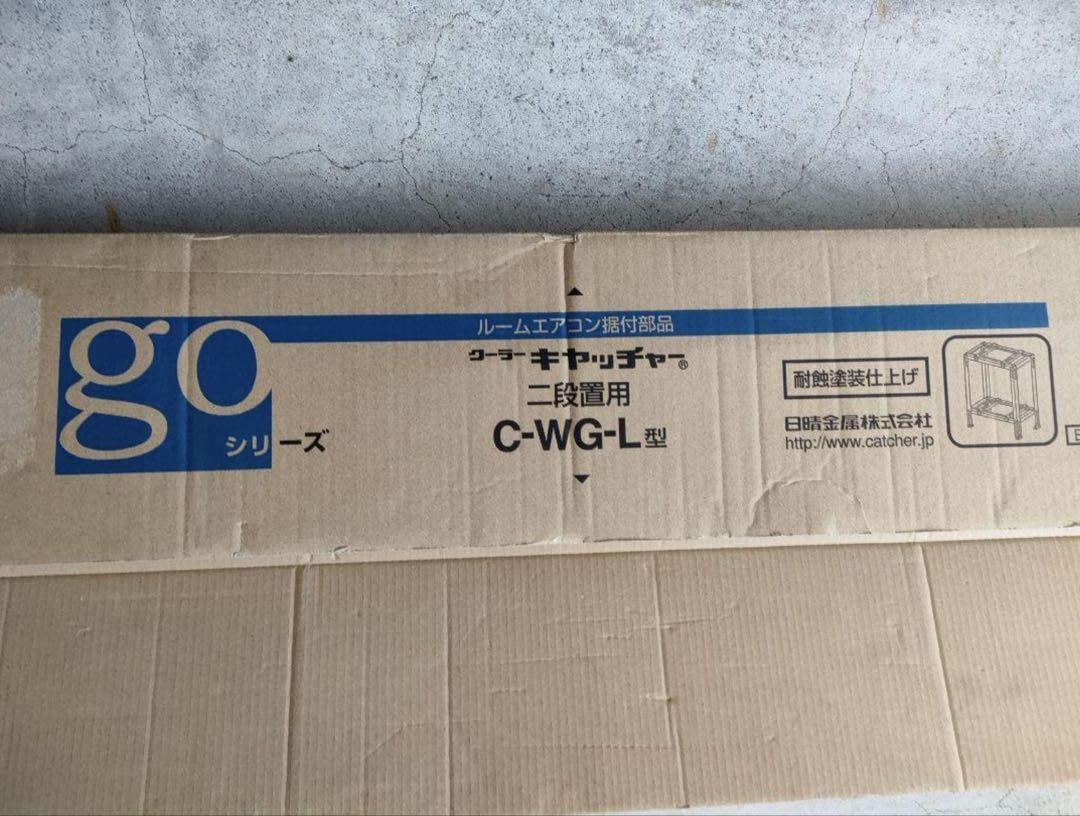 go
シリーズ
ルームエアコン据付部品
クーラーキャッチャー®
二段置用
C-WG-L型
耐蝕塗装仕上げ
日晴金属株式会社
http://www.catcher.jp